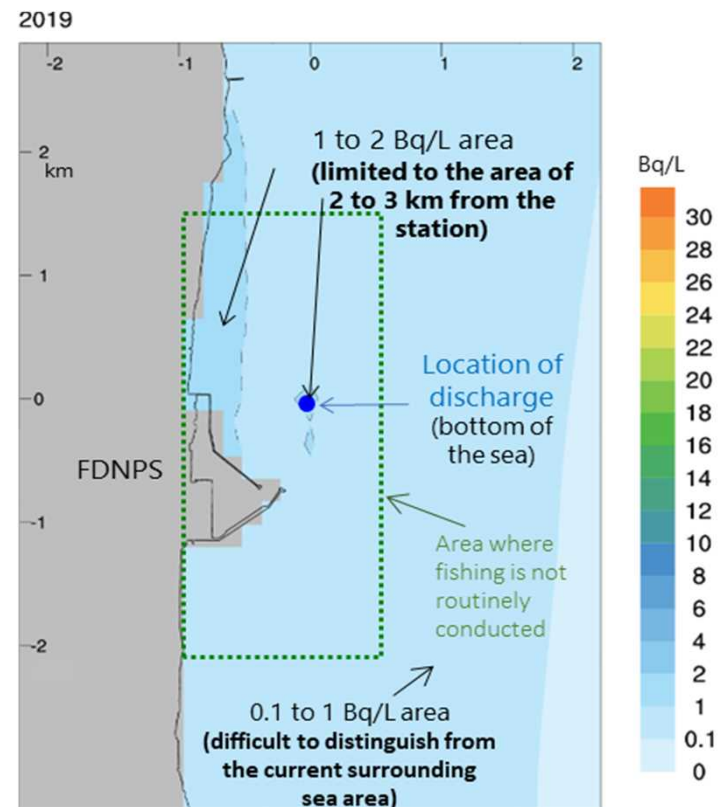 2019
-2 -1 0 1 2
2
km
1
0
-1
-2
1 to 2 Bq/L area
(limited to the area of
2 to 3 km from the
station)
Location of
discharge
(bottom of
the sea)
FDNPS
Area where
fishing is not
routinely
conducted
0.1 to 1 Bq/L area
(difficult to distinguish from
the current surrounding
sea area)
Bq/L
30
28
26
24
22
20
18
16
14
12
10
8
6
4
2
1
0.1
0